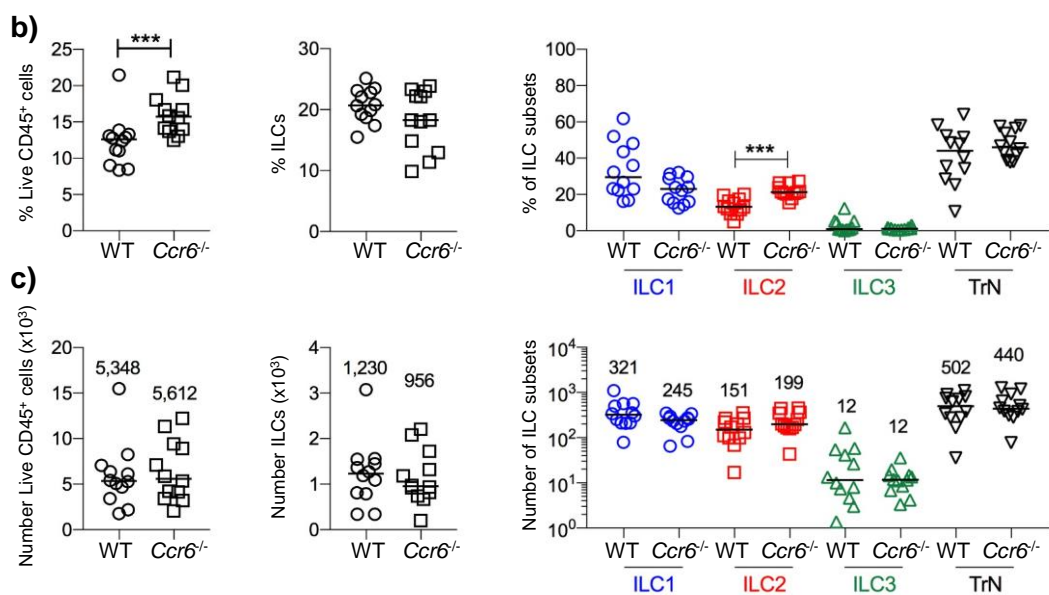 b)
% Live CD45⁺ cells
25
20
15
10
5
0
***
WT Ccr6⁻/⁻
% ILCs
30
20
10
0
WT Ccr6⁻/⁻
% of ILC subsets
100
80
60
40
20
0
***
WT Ccr6⁻/⁻ WT Ccr6⁻/⁻ WT Ccr6⁻/⁻ WT Ccr6⁻/⁻
ILC1 ILC2 ILC3 TrN
c)
Number Live CD45⁺ cells (x10³)
20
15
10
5
0
5,348
5,612
WT Ccr6⁻/⁻
Number ILCs (x10³)
4
3
2
1
0
1,230
956
WT Ccr6⁻/⁻
Number of ILC subsets
10⁴
10³
10²
10¹
10⁰
321
245
151
199
12
12
502
440
WT Ccr6⁻/⁻ WT Ccr6⁻/⁻ WT Ccr6⁻/⁻ WT Ccr6⁻/⁻
ILC1 ILC2 ILC3 TrN